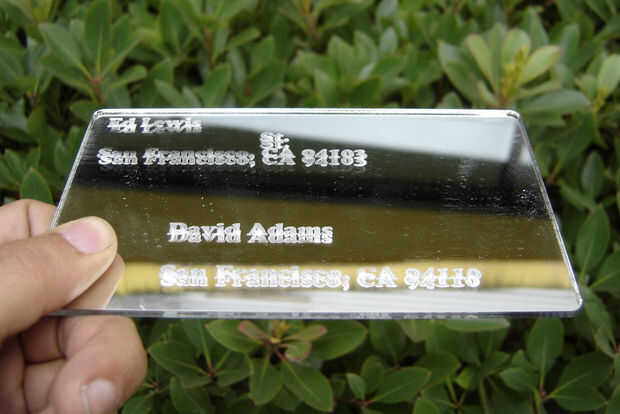 Ed Lewis
St.
San Francisco, CA 94103
David Adams
San Francisco, CA 94110